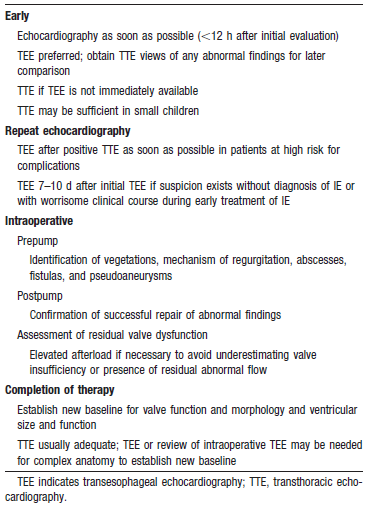 Early
Echocardiography as soon as possible (<12 h after initial evaluation)
TEE preferred; obtain TTE views of any abnormal findings for later
comparison
TTE if TEE is not immediately available
TTE may be sufficient in small children
Repeat echocardiography
TEE after positive TTE as soon as possible in patients at high risk for
complications
TEE 7–10 d after initial TEE if suspicion exists without diagnosis of IE or
with worrisome clinical course during early treatment of IE
Intraoperative
Prepump
Identification of vegetations, mechanism of regurgitation, abscesses,
fistulas, and pseudoaneurysms
Postpump
Confirmation of successful repair of abnormal findings
Assessment of residual valve dysfunction
Elevated afterload if necessary to avoid underestimating valve
insufficiency or presence of residual abnormal flow
Completion of therapy
Establish new baseline for valve function and morphology and ventricular
size and function
TTE usually adequate; TEE or review of intraoperative TEE may be needed
for complex anatomy to establish new baseline
TEE indicates transesophageal echocardiography; TTE, transthoracic echo-
cardiography.